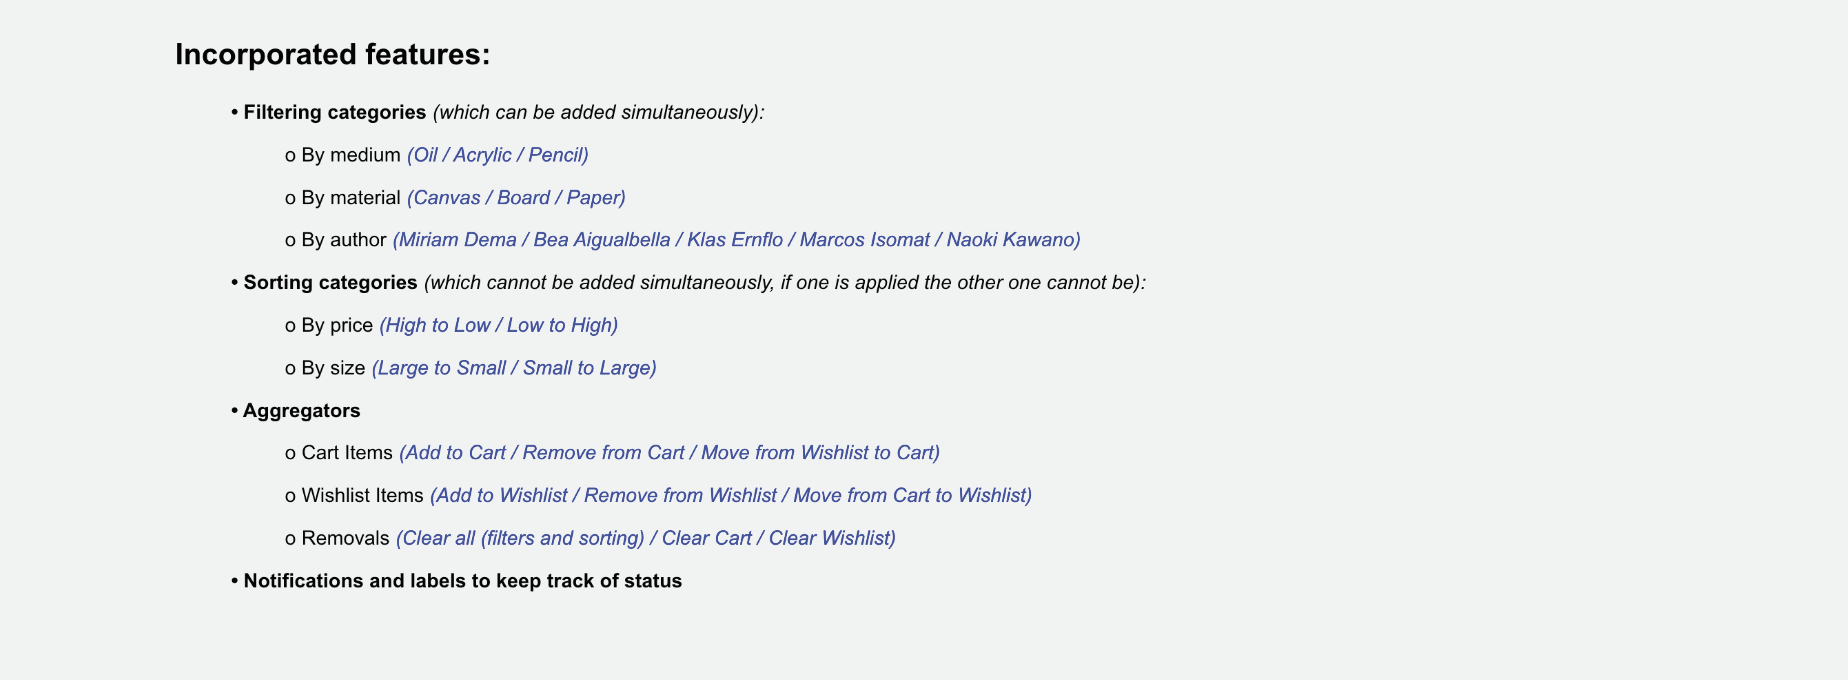 Incorporated features:
• Filtering categories (which can be added simultaneously):
o By medium (Oil / Acrylic / Pencil)
o By material (Canvas / Board / Paper)
o By author (Miriam Dema / Bea Aigualbella / Klas Ernflo / Marcos Isomat / Naoki Kawano)
• Sorting categories (which cannot be added simultaneously, if one is applied the other one cannot be):
o By price (High to Low / Low to High)
o By size (Large to Small / Small to Large)
• Aggregators
o Cart Items (Add to Cart / Remove from Cart / Move from Wishlist to Cart)
o Wishlist Items (Add to Wishlist / Remove from Wishlist / Move from Cart to Wishlist)
o Removals (Clear all (filters and sorting) / Clear Cart / Clear Wishlist)
• Notifications and labels to keep track of status